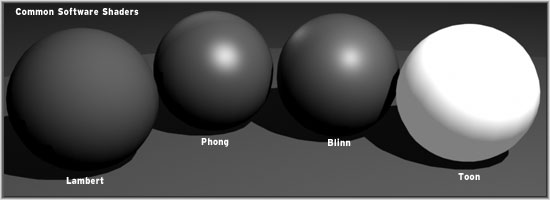 Common Software Shaders
Lambert
Phong
Blinn
Toon